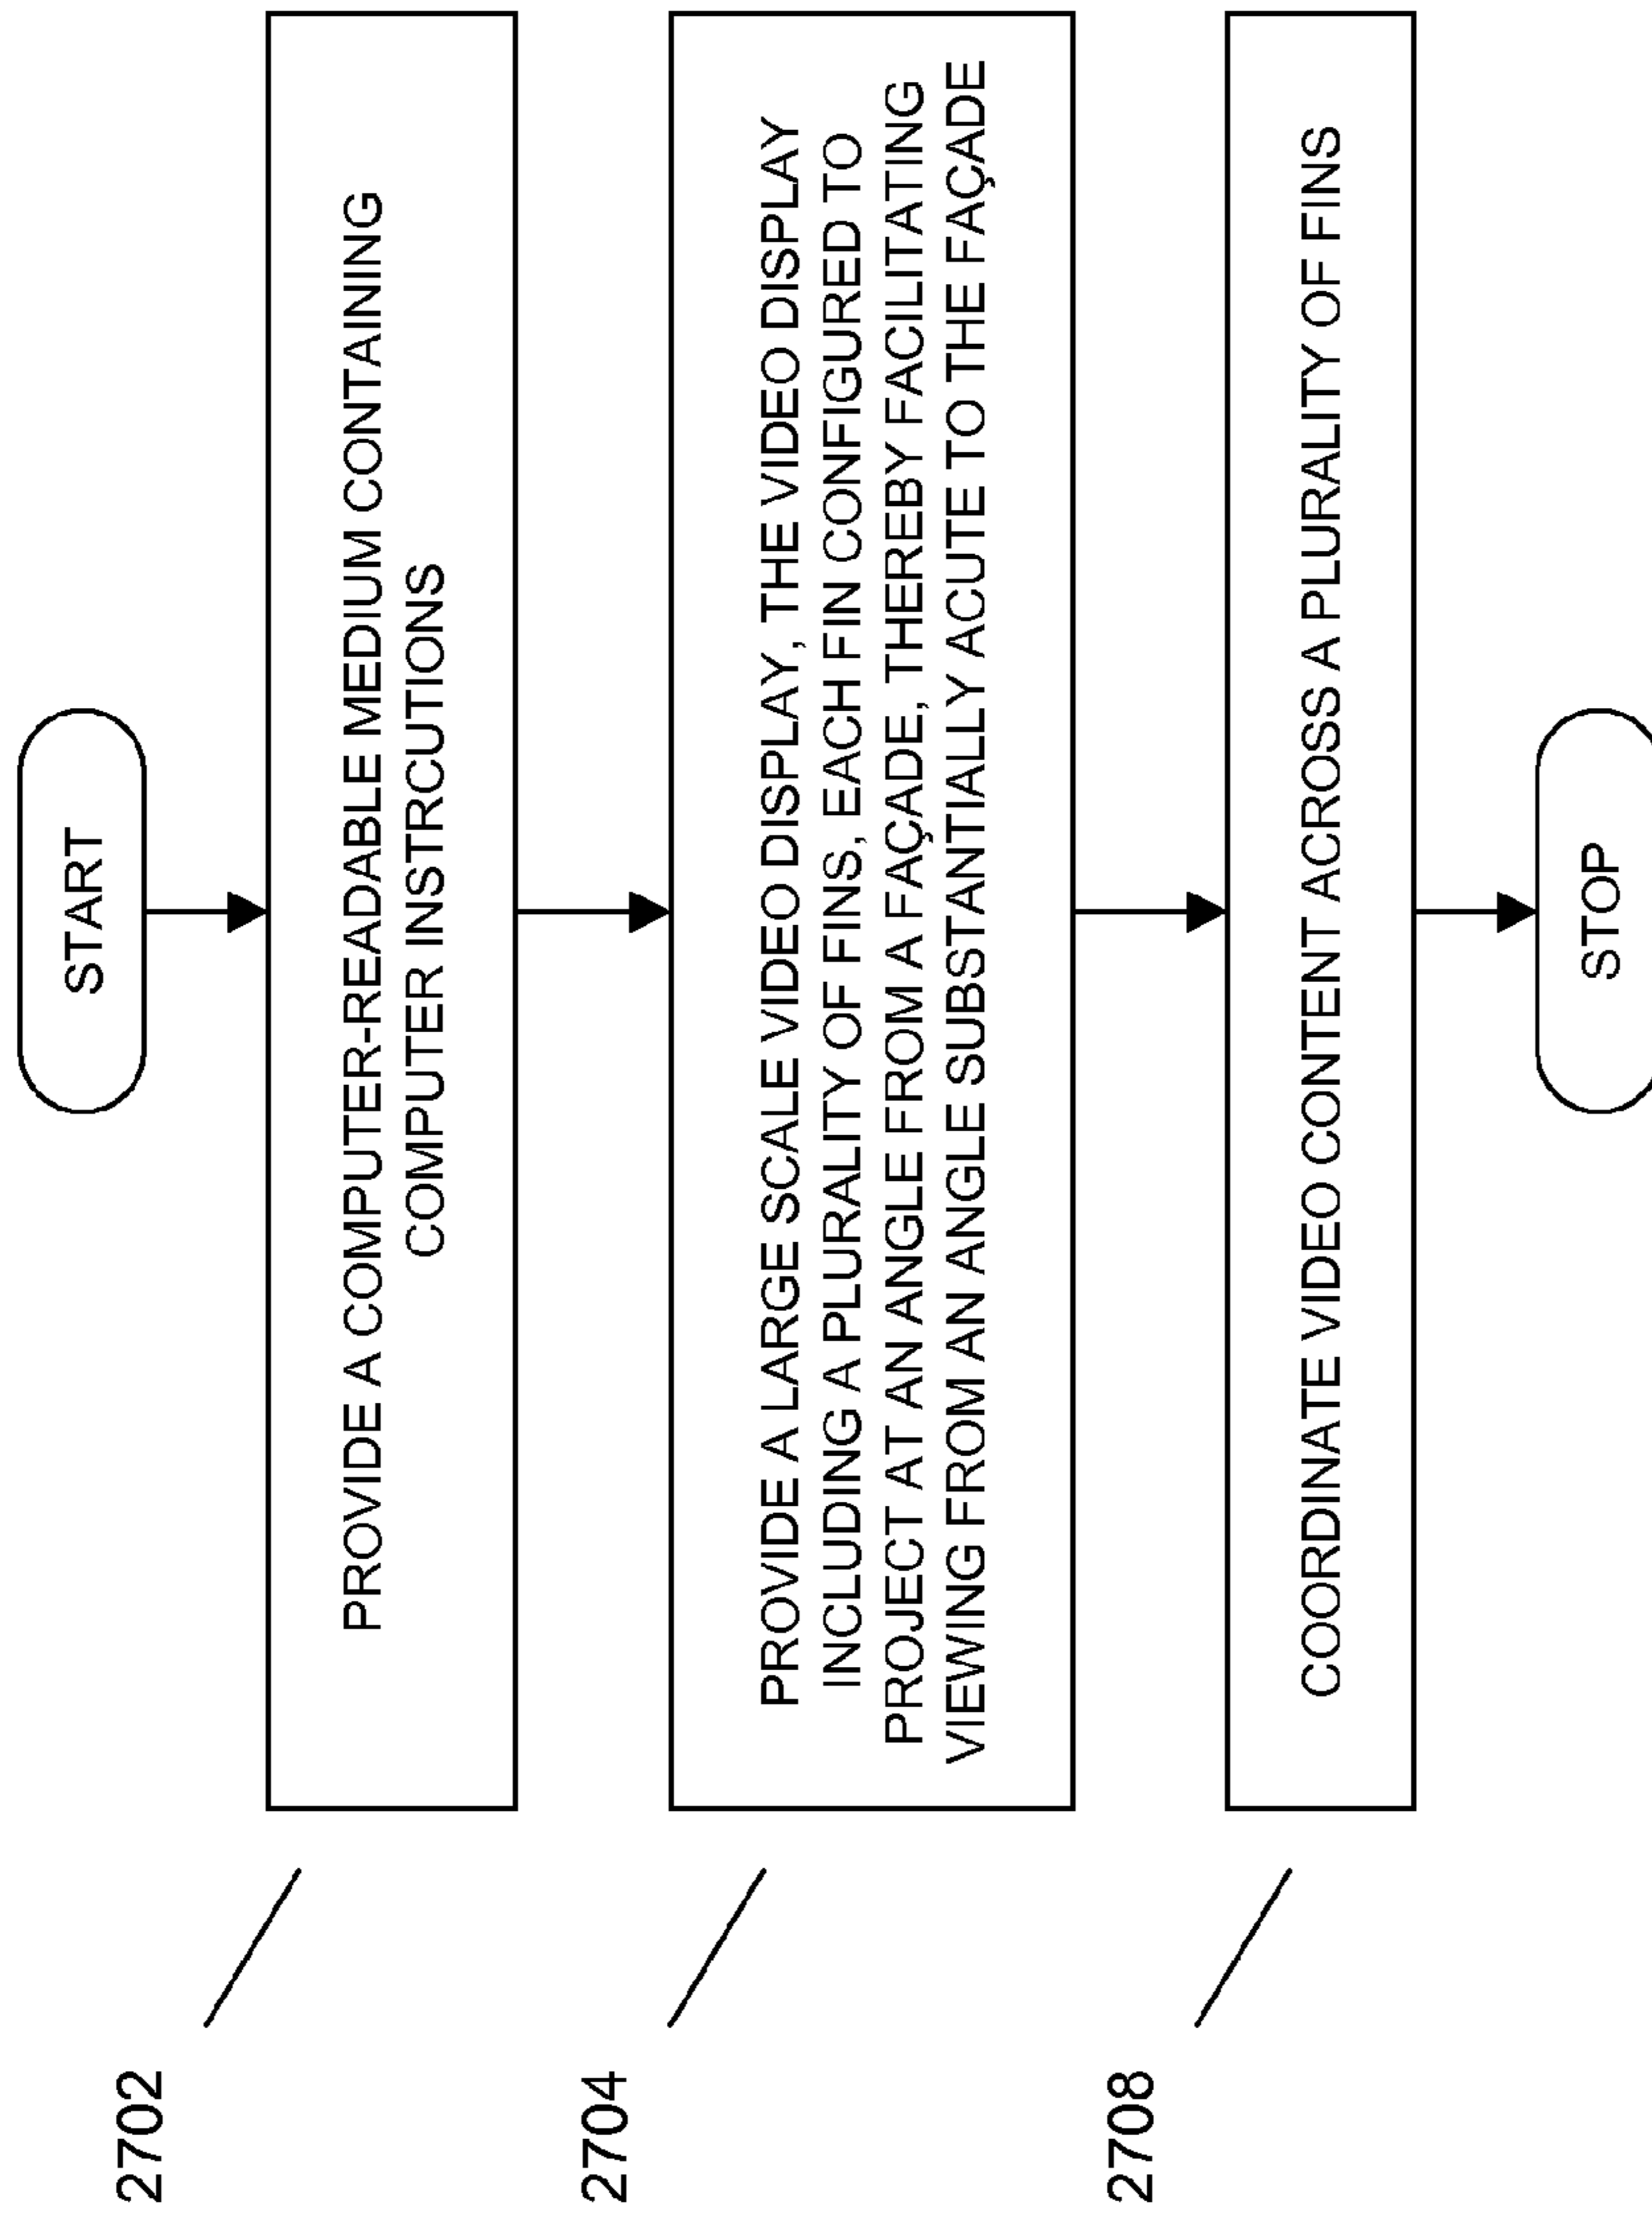 START
2702
PROVIDE A COMPUTER-READABLE MEDIUM CONTAINING
COMPUTER INSTRCUTIONS
2704
PROVIDE A LARGE SCALE VIDEO DISPLAY, THE VIDEO DISPLAY
INCLUDING A PLURALITY OF FINS, EACH FIN CONFIGURED TO
PROJECT AT AN ANGLE FROM A FAÇADE, THEREBY FACILITATING
VIEWING FROM AN ANGLE SUBSTANTIALLY ACUTE TO THE FAÇADE
2708
COORDINATE VIDEO CONTENT ACROSS A PLURALITY OF FINS
STOP